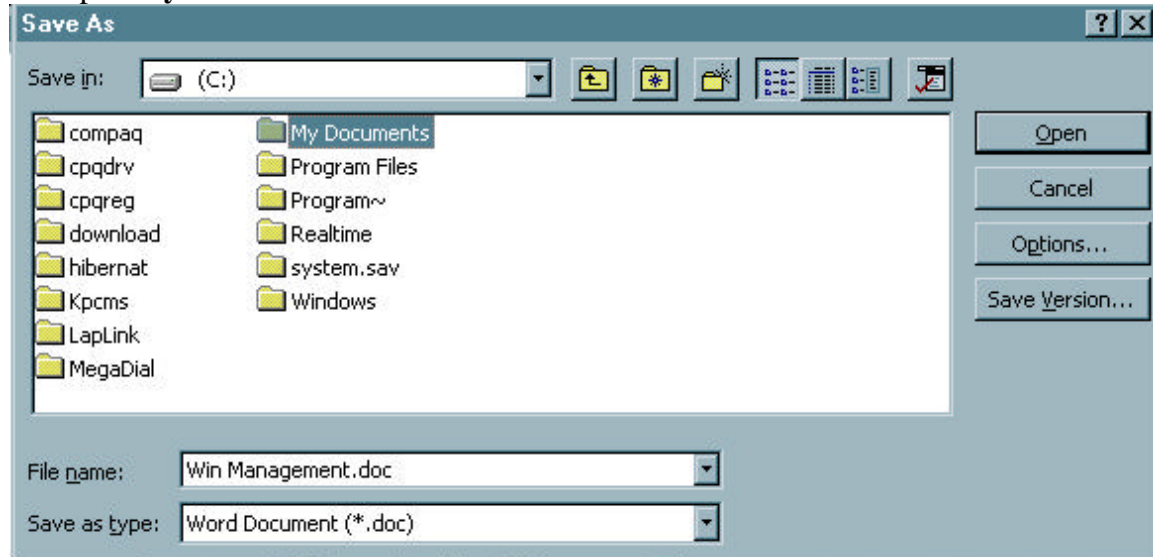 Save As
Save in: (C:)
compaq My Documents
cpqdrv Program Files
cpqreg Program~
download Realtime
hibernat system.sav
Kpcms Windows
LapLink
MegaDial
Open
Cancel
Options...
Save Version...
File name: Win Management.doc
Save as type: Word Document (*.doc)